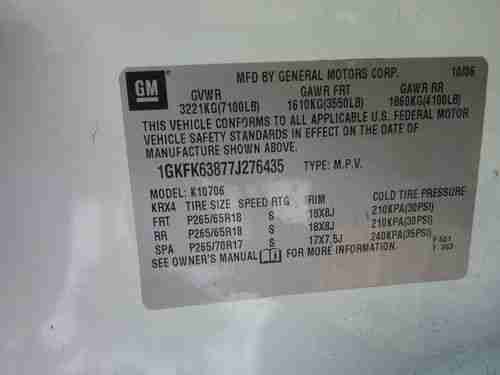 GM
MFD BY GENERAL MOTORS CORP. 10/06
GVWR GAWR FRT GAWR RR
3221KG(7100LB) 1610KG(3550LB) 1860KG(4100LB)
THIS VEHICLE CONFORMS TO ALL APPLICABLE U.S. FEDERAL MOTOR
VEHICLE SAFETY STANDARDS IN EFFECT ON THE DATE OF
MANUFACTURE SHOWN ABOVE.
1GKFK63877J276435 TYPE: M.P.V.
MODEL: K10706
KRX4 TIRE SIZE SPEED RTG RIM COLD TIRE PRESSURE
FRT P265/65R18 S 18X8J 210KPA(30PSI)
RR P265/65R18 S 18X8J 210KPA(30PSI)
SPA P265/70R17 S 17X7.5J 240KPA(35PSI)
SEE OWNER'S MANUAL FOR MORE INFORMATION.